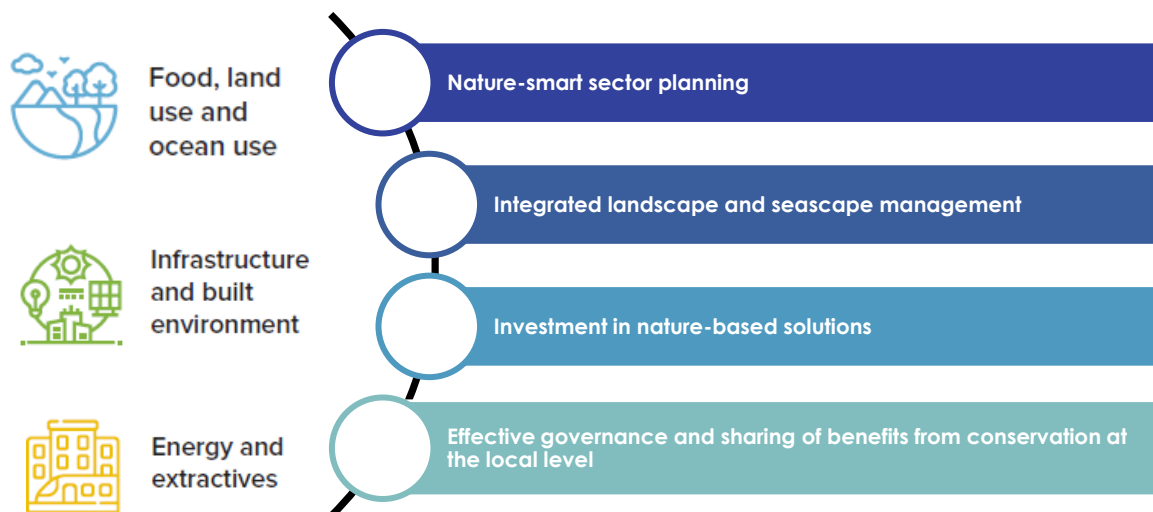 Food, land
use and
ocean use
Infrastructure
and built
environment
Energy and
extractives
Nature-smart sector planning
Integrated landscape and seascape management
Investment in nature-based solutions
Effective governance and sharing of benefits from conservation at
the local level